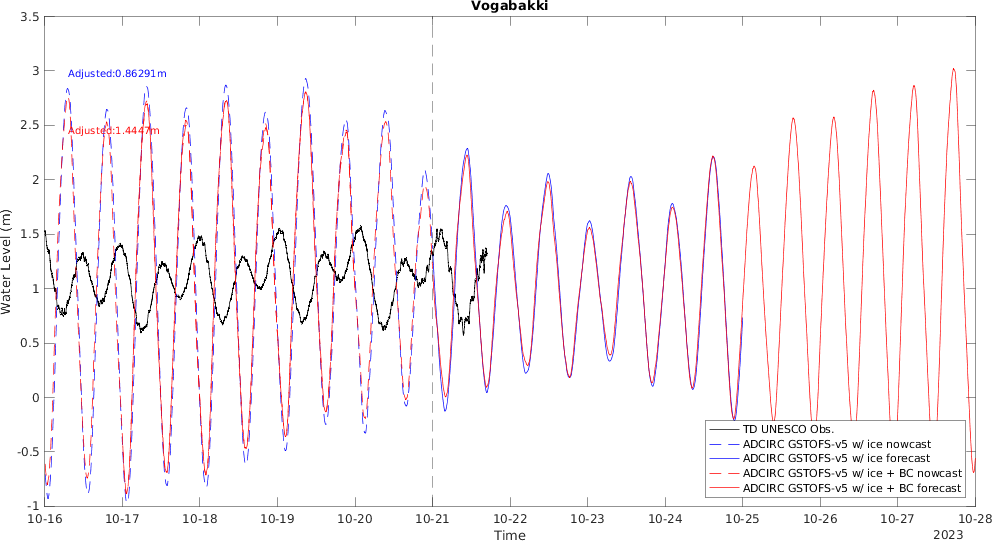 Vogabakki
3.5
3
2.5
2
1.5
1
0.5
0
-0.5
-1
Water Level (m)
Adjusted:0.86291m
Adjusted:1.4447m
TD UNESCO Obs.
ADCIRC GSTOFS-v5 w/ ice nowcast
ADCIRC GSTOFS-v5 w/ ice forecast
ADCIRC GSTOFS-v5 w/ ice + BC nowcast
ADCIRC GSTOFS-v5 w/ ice + BC forecast
10-16 10-17 10-18 10-19 10-20 10-21 10-22 10-23 10-24 10-25 10-26 10-27 10-28
Time
2023